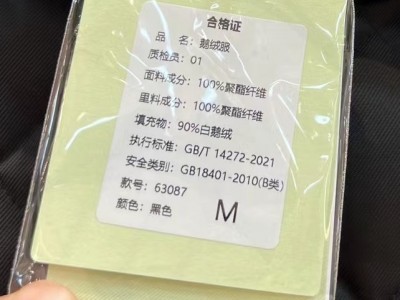 合格证
品 名：鹅绒服
质检员：01
面料成分：100%聚酯纤维
里料成分：100%聚酯纤维
填充物：90%白鹅绒
执行标准：GB/T 14272-2021
安全类别：GB18401-2010(B类)
款号：63087
颜色：黑色 M